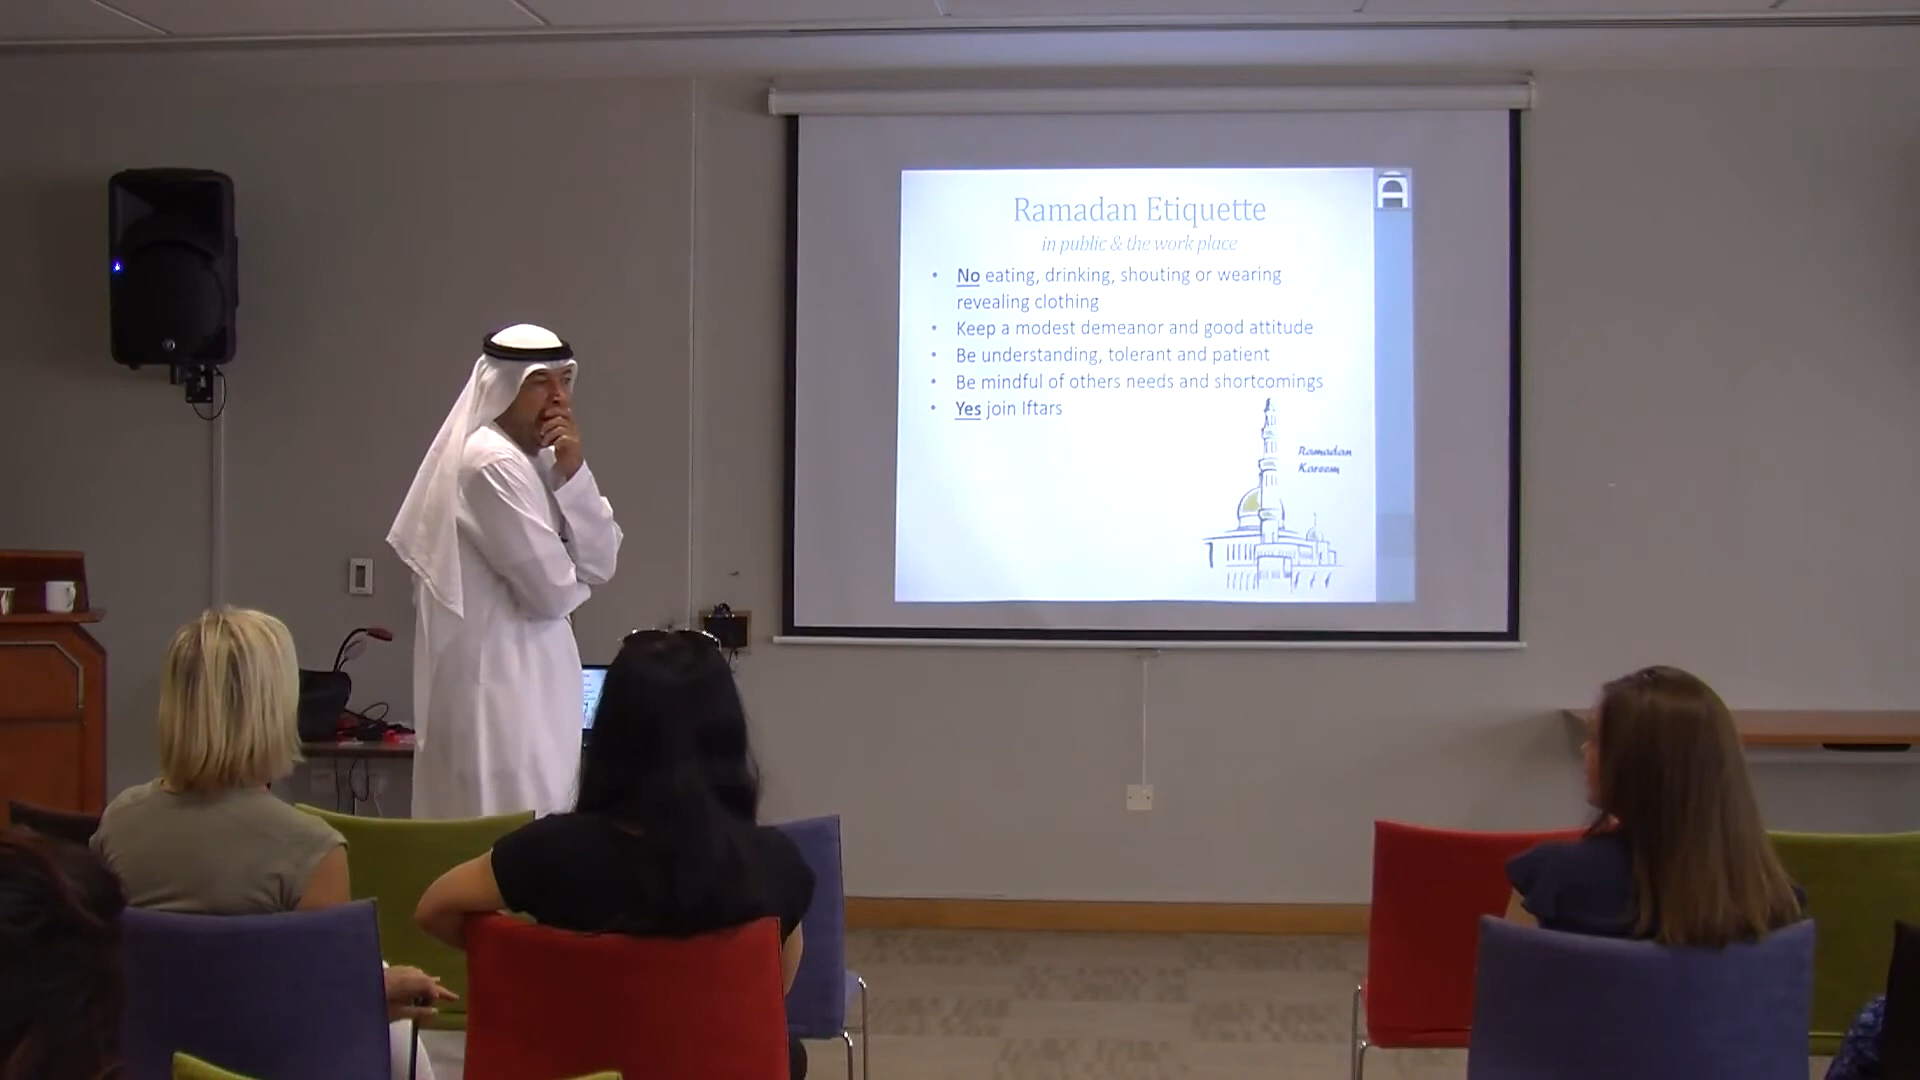 Ramadan Etiquette
in public & the work place
• No eating, drinking, shouting or wearing
revealing clothing
• Keep a modest demeanor and good attitude
• Be understanding, tolerant and patient
• Be mindful of others needs and shortcomings
• Yes join Iftars
Ramadan
Kareem